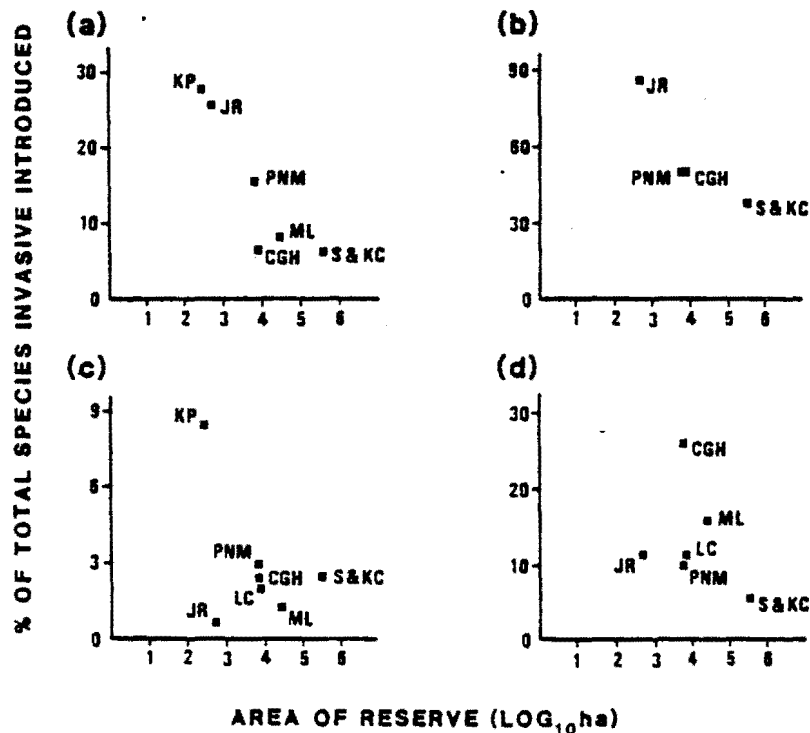 % OF TOTAL SPECIES INVASIVE INTRODUCED
(a)
30
20
10
0
KP
JR
PNM
ML
CGH
S & KC
1 2 3 4 5 6
(b)
90
60
30
0
JR
PNM
CGH
S & KC
1 2 3 4 5 6
(c)
9
6
3
0
KP
PNM
CGH
S & KC
LC
JR
ML
1 2 3 4 5 6
(d)
30
20
10
0
CGH
ML
LC
JR
PNM
S & KC
1 2 3 4 5 6
AREA OF RESERVE (LOG10ha)